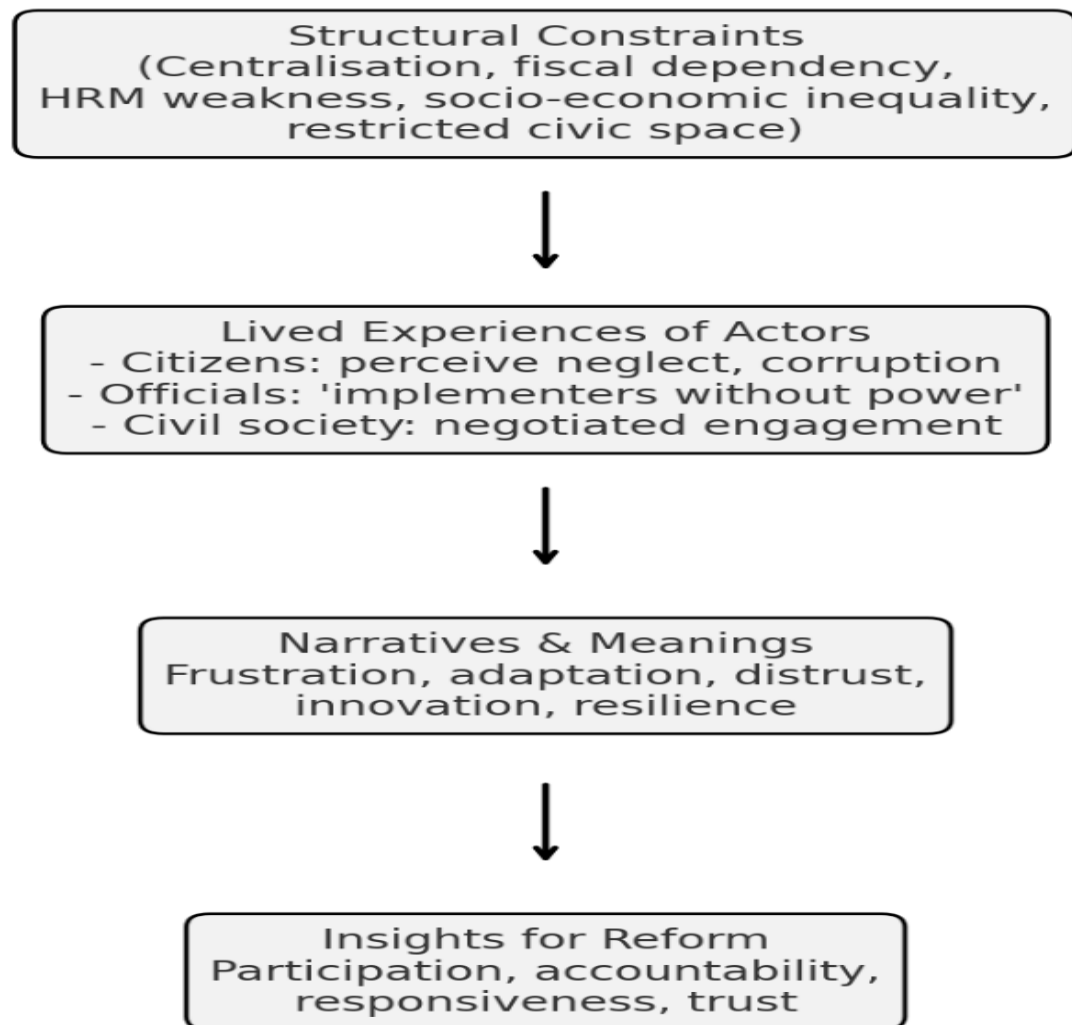 Structural Constraints
(Centralisation, fiscal dependency,
HRM weakness, socio-economic inequality,
restricted civic space)
Lived Experiences of Actors
- Citizens: perceive neglect, corruption
- Officials: 'implementers without power'
- Civil society: negotiated engagement
Narratives & Meanings
Frustration, adaptation, distrust,
innovation, resilience
Insights for Reform
Participation, accountability,
responsiveness, trust